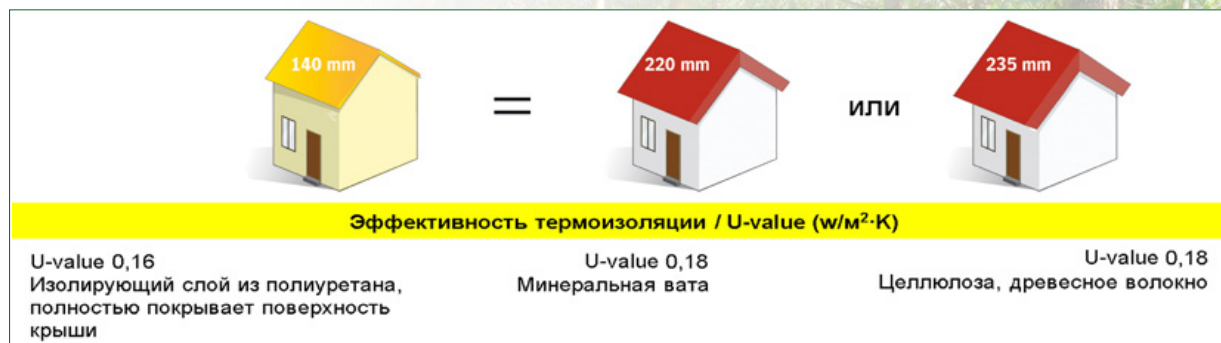 140 mm
=
220 mm
или
235 mm
Эффективность термоизоляции / U-value (w/м²·K)
U-value 0,16
Изолирующий слой из полиуретана,
полностью покрывает поверхность
крыши
U-value 0,18
Минеральная вата
U-value 0,18
Целлюлоза, древесное волокно